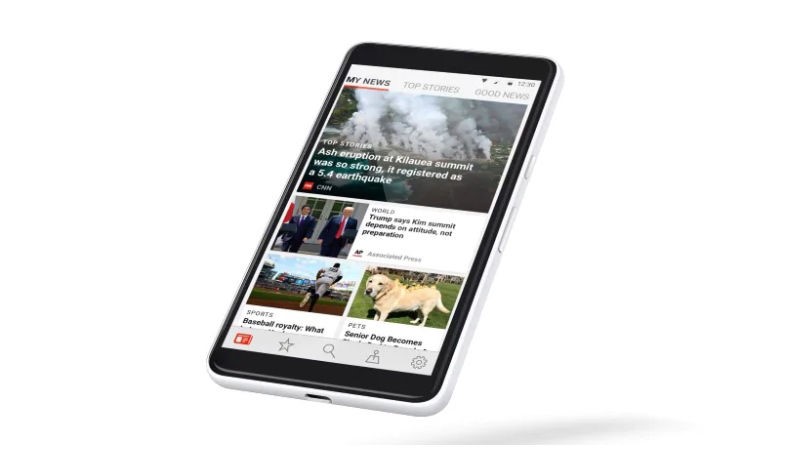 12:30
MY NEWS TOP STORIES GOOD NEWS
TOP STORIES
Ash eruption at Kilauea summit
was so strong, it registered as
a 5.4 earthquake
CNN
WORLD
Trump says Kim summit
depends on attitude, not
preparation
AP Associated Press
SPORTS
Baseball royalty: What
PETS
Senior Dog Becomes